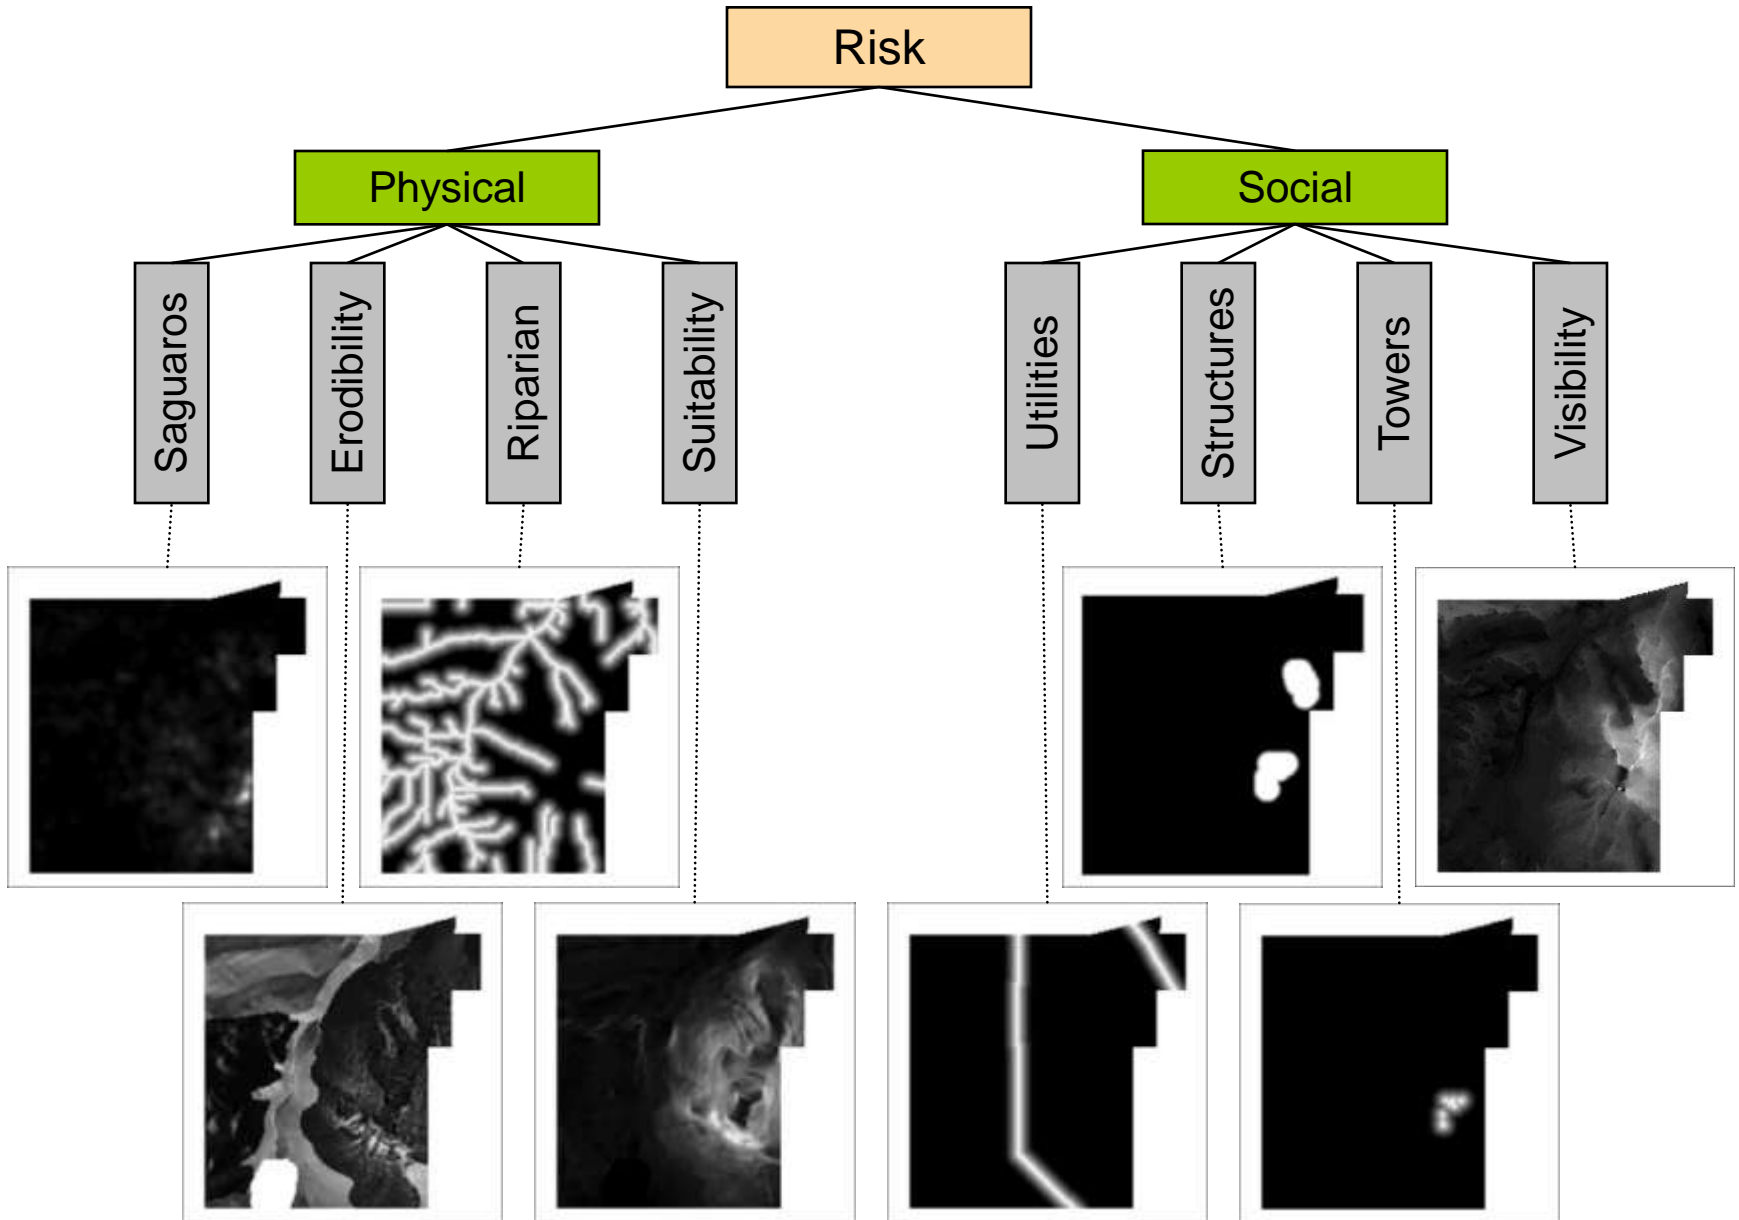 Risk
Physical
Social
Saguaros
Erodibility
Riparian
Suitability
Utilities
Structures
Towers
Visibility